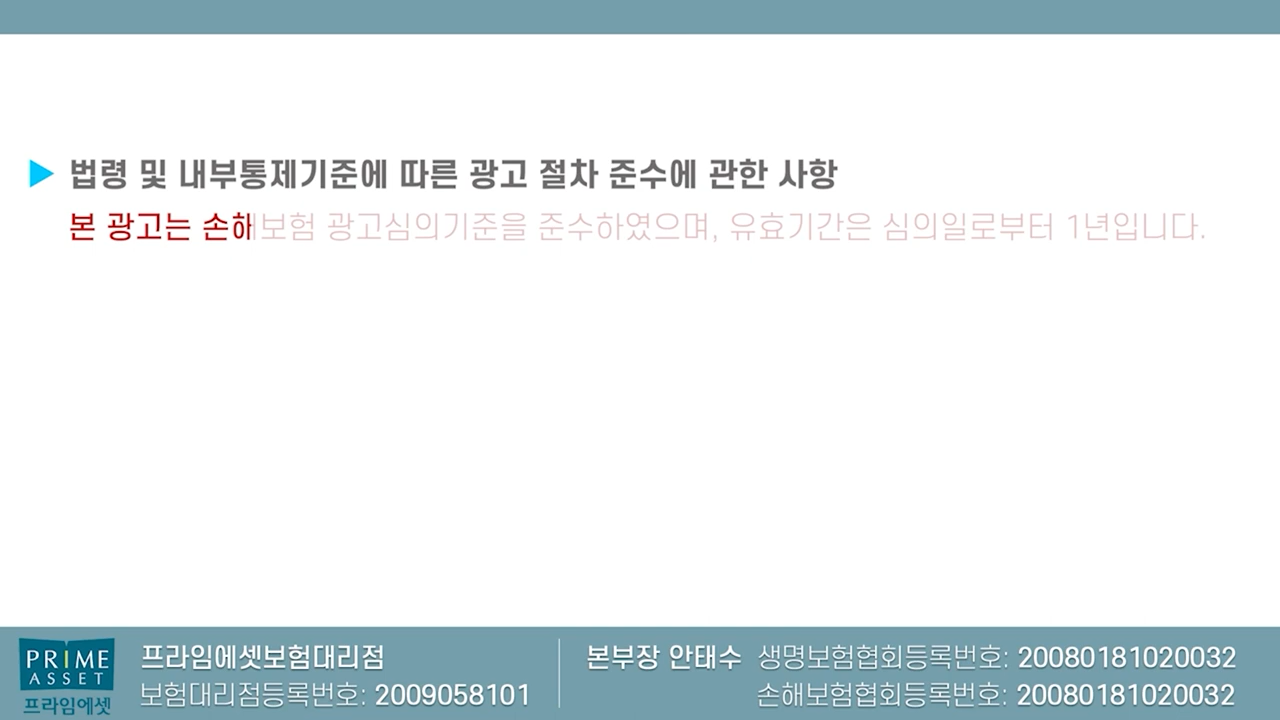 ▶ 법령 및 내부통제기준에 따른 광고 절차 준수에 관한 사항
본 광고는 손해보험 광고심의기준을 준수하였으며, 유효기간은 심의일로부터 1년입니다.
PRIME
ASSET
프라임에셋
프라임에셋보험대리점
보험대리점등록번호: 2009058101
본부장 안태수 생명보험협회등록번호: 20080181020032
손해보험협회등록번호: 20080181020032